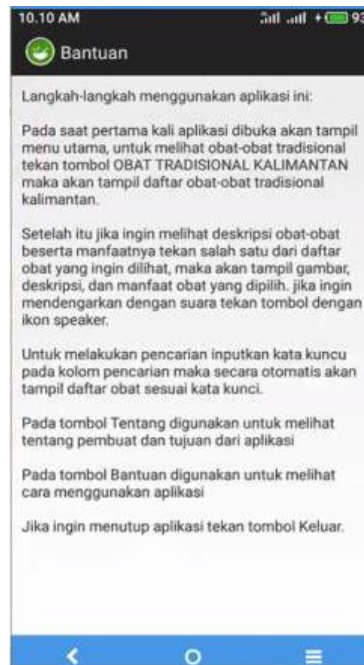 10.10 AM
93
Bantuan
Langkah-langkah menggunakan aplikasi ini:
Pada saat pertama kali aplikasi dibuka akan tampil
menu utama, untuk melihat obat-obat tradisional
tekan tombol OBAT TRADISIONAL KALIMANTAN
maka akan tampil daftar obat-obat tradisional
kalimantan.
Setelah itu jika ingin melihat deskripsi obat-obat
beserta manfaatnya tekan salah satu dari daftar
obat yang ingin dilihat, maka akan tampil gambar,
deskripsi, dan manfaat obat yang dipilih. jika ingin
mendengarkan dengan suara tekan tombol dengan
ikon speaker.
Untuk melakukan pencarian inputkan kata kuncu
pada kolom pencarian maka secara otomatis akan
tampil daftar obat sesuai kata kunci.
Pada tombol Tentang digunakan untuk melihat
tentang pembuat dan tujuan dari aplikasi
Pada tombol Bantuan digunakan untuk melihat
cara menggunakan aplikasi
Jika ingin menutup aplikasi tekan tombol Keluar.